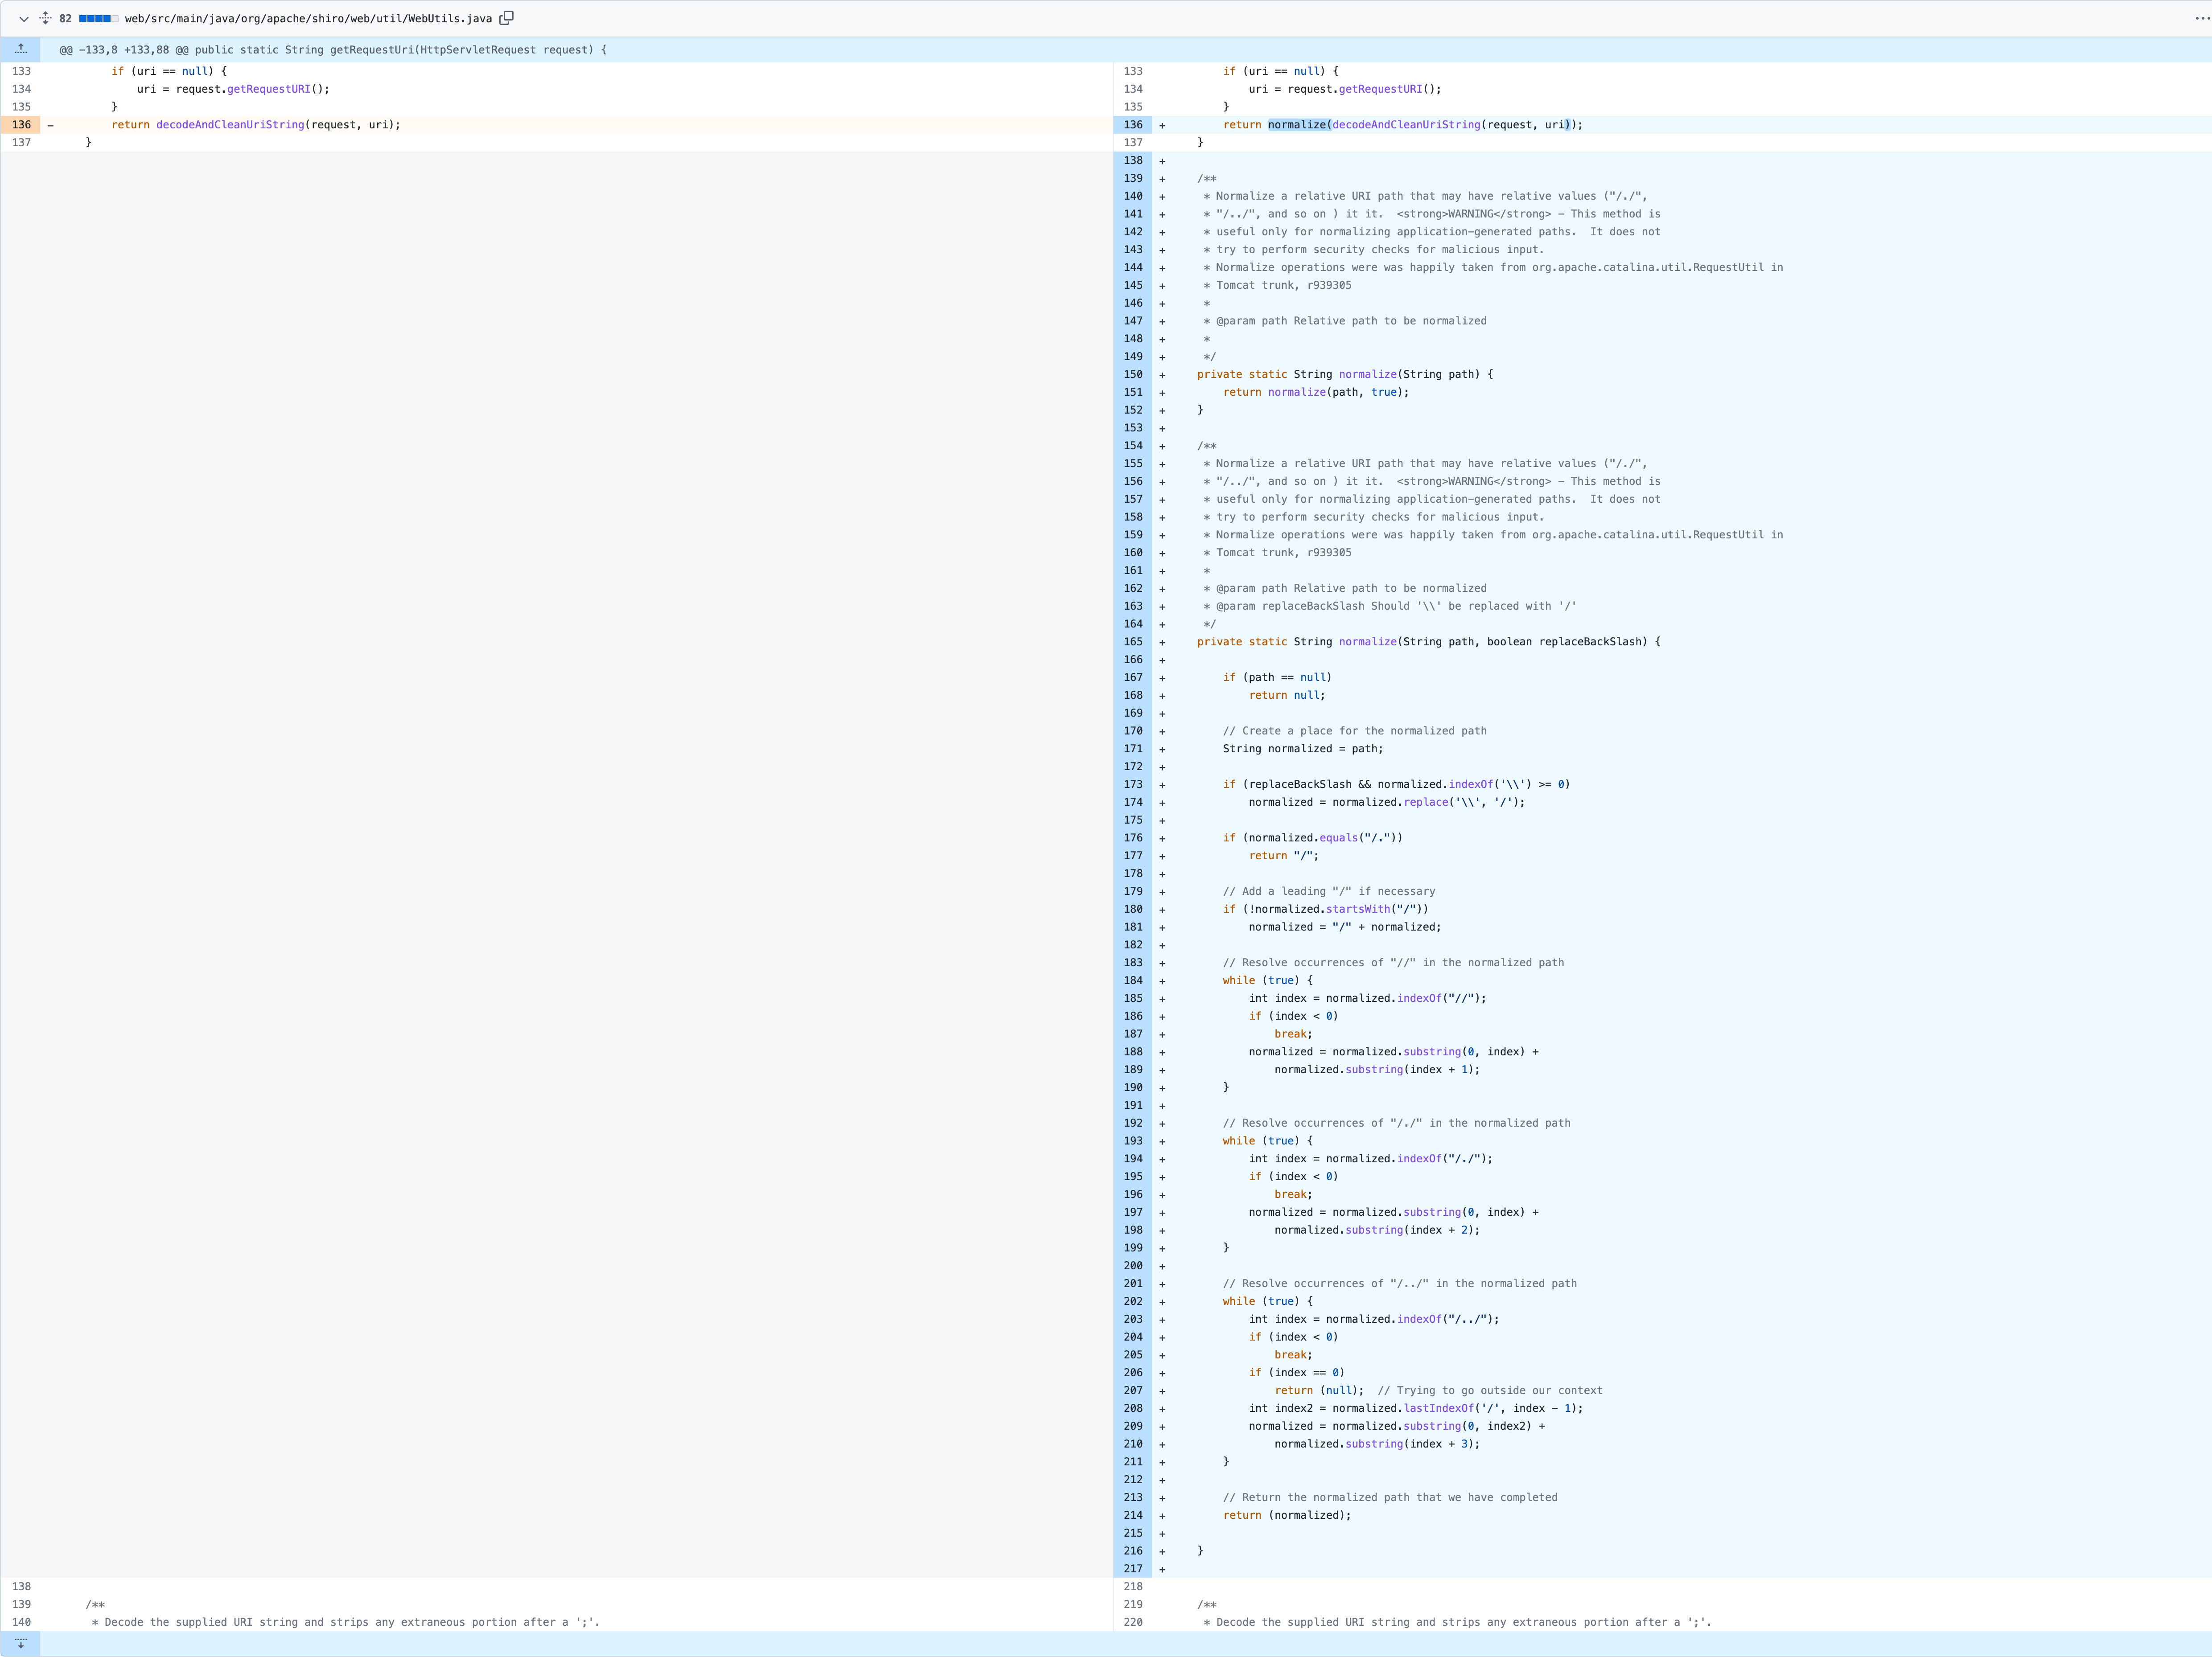 82 web/src/main/java/org/apache/shiro/web/util/WebUtils.java
@@ -133,8 +133,88 @@ public static String getRequestUri(HttpServletRequest request) {
133 if (uri == null) { 133 if (uri == null) {
134 uri = request.getRequestURI(); 134 uri = request.getRequestURI();
135 } 135 }
136 - return decodeAndCleanUriString(request, uri); 136 + return normalize(decodeAndCleanUriString(request, uri));
137 } 137 }
138 +
139 + /**
140 + * Normalize a relative URI path that may have relative values ("/./",
141 + * "/../", and so on ) it it.  <strong>WARNING</strong> - This method is
142 + * useful only for normalizing application-generated paths.  It does not
143 + * try to perform security checks for malicious input.
144 + * Normalize operations were was happily taken from org.apache.catalina.util.RequestUtil in
145 + * Tomcat trunk, r939305
146 + *
147 + * @param path Relative path to be normalized
148 + *
149 + */
150 + private static String normalize(String path) {
151 + return normalize(path, true);
152 + }
153 +
154 + /**
155 + * Normalize a relative URI path that may have relative values ("/./",
156 + * "/../", and so on ) it it.  <strong>WARNING</strong> - This method is
157 + * useful only for normalizing application-generated paths.  It does not
158 + * try to perform security checks for malicious input.
159 + * Normalize operations were was happily taken from org.apache.catalina.util.RequestUtil in
160 + * Tomcat trunk, r939305
161 + *
162 + * @param path Relative path to be normalized
163 + * @param replaceBackSlash Should '\\' be replaced with '/'
164 + */
165 + private static String normalize(String path, boolean replaceBackSlash) {
166 +
167 + if (path == null)
168 + return null;
169 +
170 + // Create a place for the normalized path
171 + String normalized = path;
172 +
173 + if (replaceBackSlash && normalized.indexOf('\\') >= 0)
174 + normalized = normalized.replace('\\', '/');
175 +
176 + if (normalized.equals("/."))
177 + return "/";
178 +
179 + // Add a leading "/" if necessary
180 + if (!normalized.startsWith("/"))
181 + normalized = "/" + normalized;
182 +
183 + // Resolve occurrences of "//" in the normalized path
184 + while (true) {
185 + int index = normalized.indexOf("//");
186 + if (index < 0)
187 + break;
188 + normalized = normalized.substring(0, index) +
189 + normalized.substring(index + 1);
190 + }
191 +
192 + // Resolve occurrences of "/./" in the normalized path
193 + while (true) {
194 + int index = normalized.indexOf("/./");
195 + if (index < 0)
196 + break;
197 + normalized = normalized.substring(0, index) +
198 + normalized.substring(index + 2);
199 + }
200 +
201 + // Resolve occurrences of "/../" in the normalized path
202 + while (true) {
203 + int index = normalized.indexOf("/../");
204 + if (index < 0)
205 + break;
206 + if (index == 0)
207 + return (null);  // Trying to go outside our context
208 + int index2 = normalized.lastIndexOf('/', index - 1);
209 + normalized = normalized.substring(0, index2) +
210 + normalized.substring(index + 3);
211 + }
212 +
213 + // Return the normalized path that we have completed
214 + return (normalized);
215 +
216 + }
217 +
138 218
139 /** 219 /**
140 * Decode the supplied URI string and strips any extraneous portion after a ';'. 220 * Decode the supplied URI string and strips any extraneous portion after a ';'.